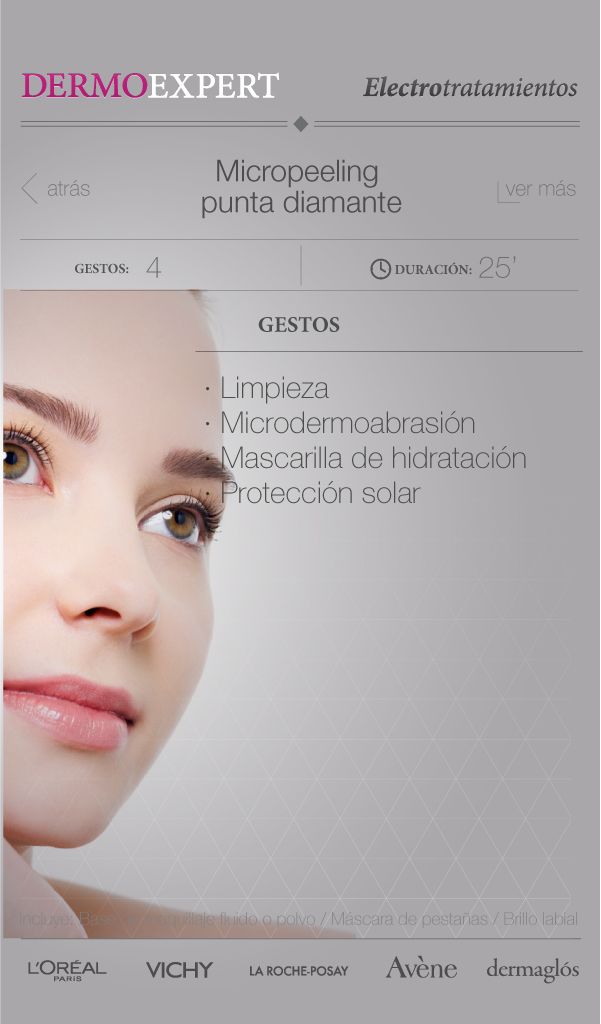 DERMOEXPERT
Electrotratamientos
atrás
Micropeeling
punta diamante
ver más
GESTOS: 4
DURACIÓN: 25'
GESTOS
· Limpieza
· Microdermoabrasión
· Mascarilla de hidratación
· Protección solar
Incluye: Base de maquillaje fluido o polvo / Máscara de pestañas / Brillo labial
L'ORÉAL
PARIS
VICHY
LA ROCHE-POSAY
Avène
dermaglós